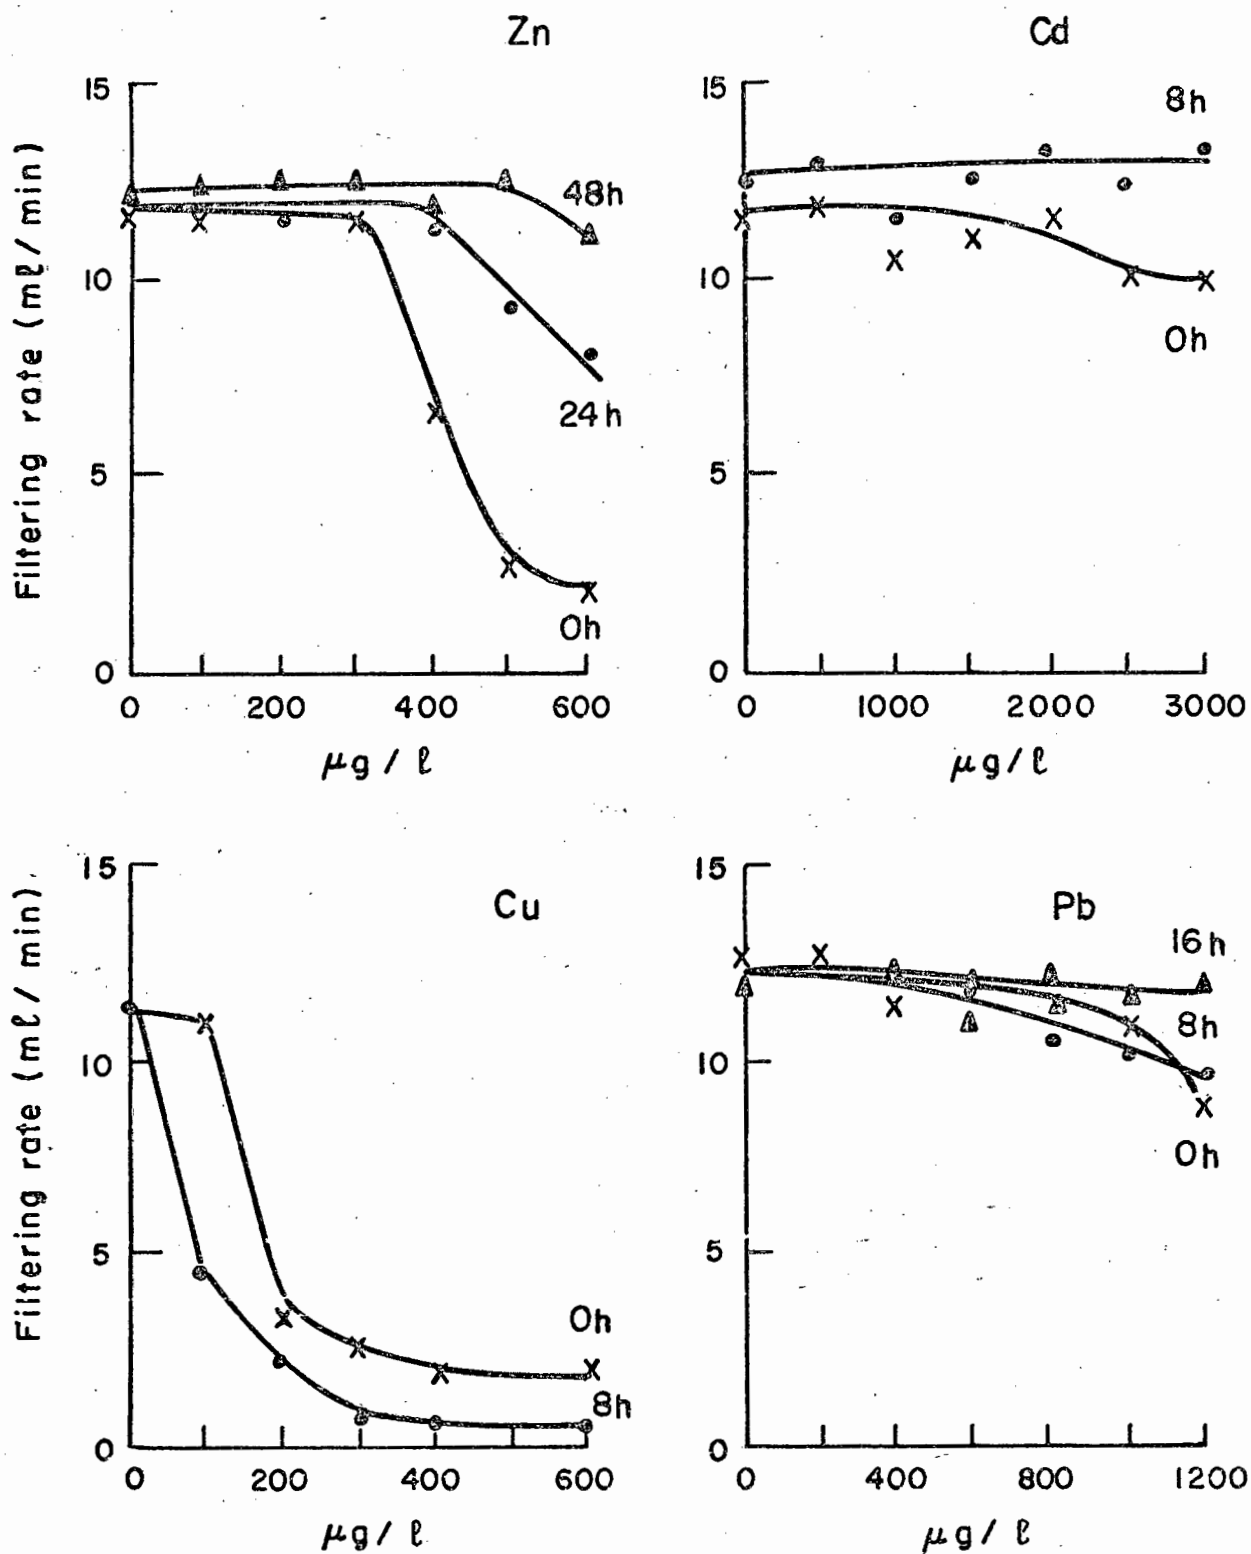 Zn
Filtering rate (ml/min)
15
10
5
0
48h
24h
0h
0 200 400 600
μg / l
Cd
15
10
5
0
8h
0h
0 1000 2000 3000
μg / l
Cu
Filtering rate (ml / min)
15
10
5
0
0h
8h
0 200 400 600
μg / l
Pb
15
10
5
0
16h
8h
0h
0 400 800 1200
μg / l